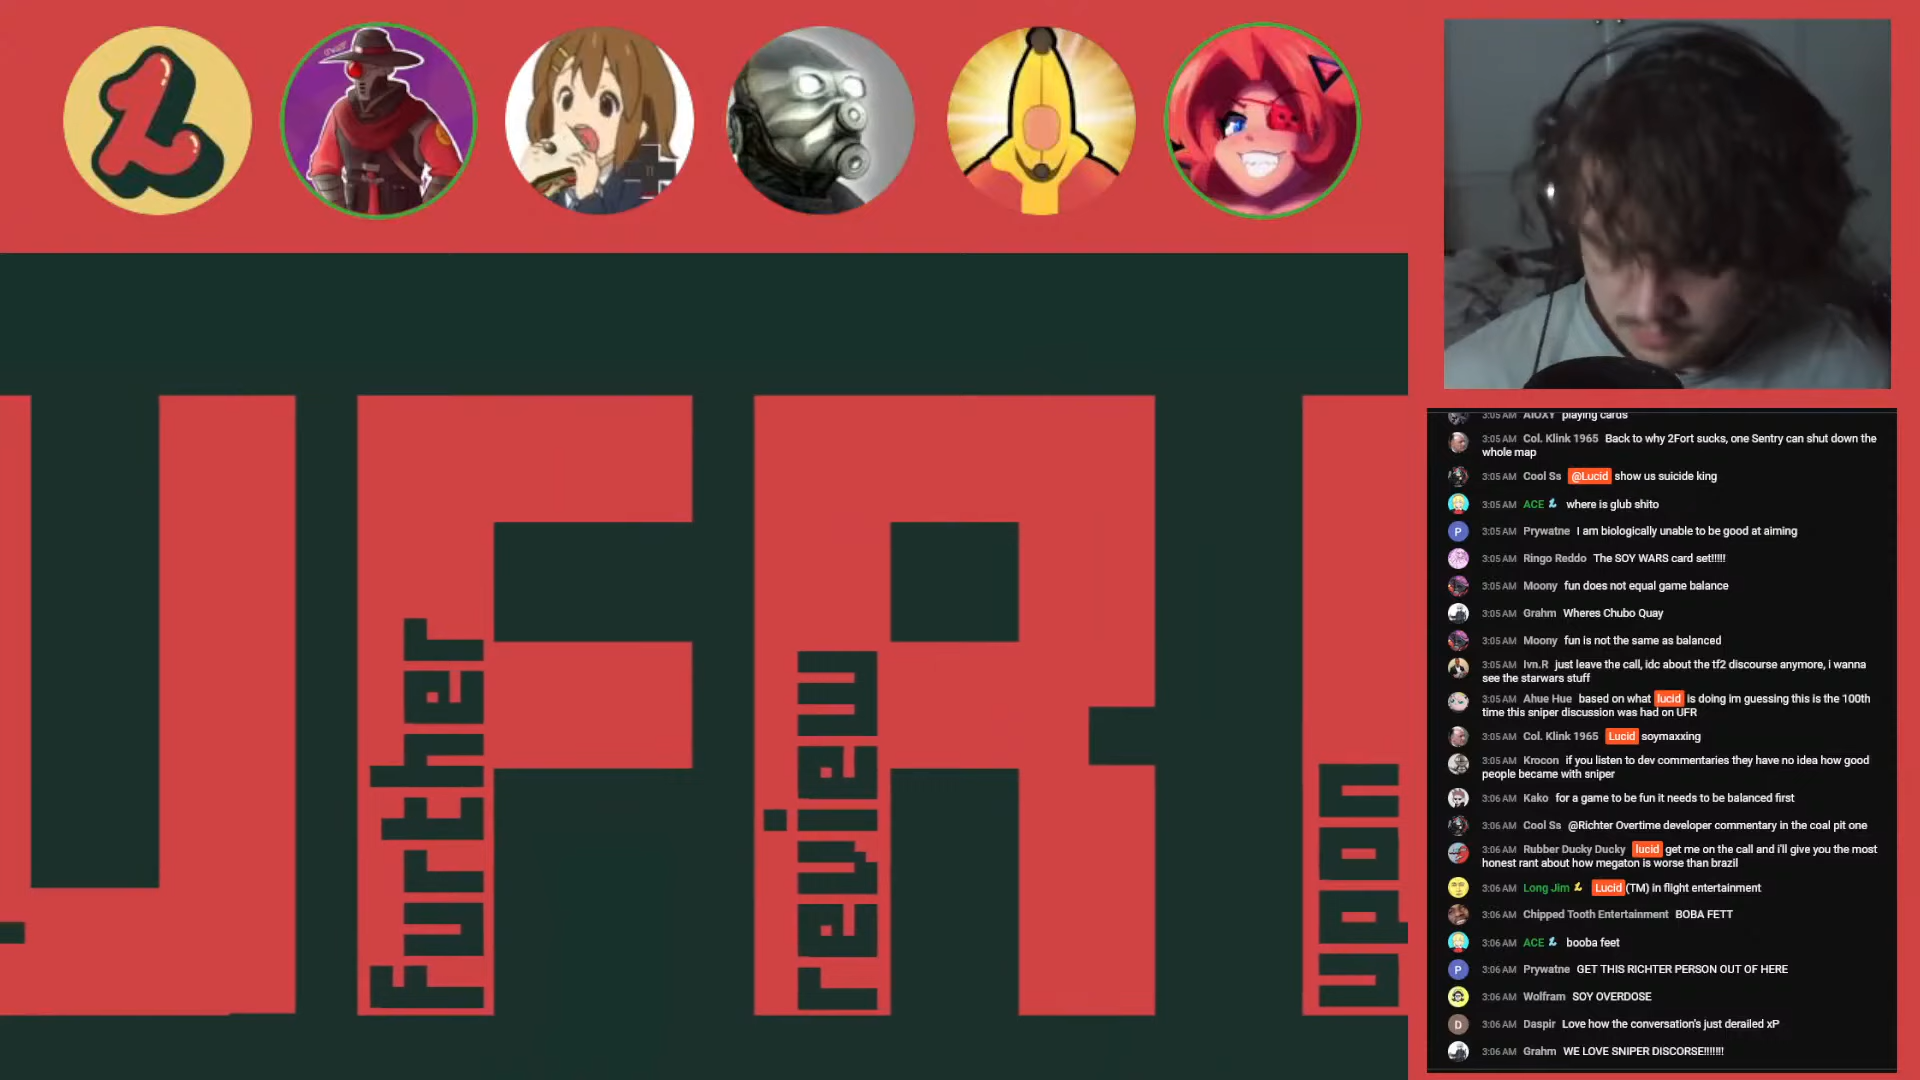 UFR
further
review
upon
3:05 AM AIOXY playing cards
3:05 AM Col. Klink 1965 Back to why 2Fort sucks, one Sentry can shut down the
whole map
3:05 AM Cool Ss @Lucid show us suicide king
3:05 AM ACE where is glub shito
3:05 AM Prywatne I am biologically unable to be good at aiming
3:05 AM Ringo Reddo The SOY WARS card set!!!!!
3:05 AM Moony fun does not equal game balance
3:05 AM Grahm Wheres Chubo Quay
3:05 AM Moony fun is not the same as balanced
3:05 AM Ivn.R just leave the call, idc about the tf2 discourse anymore, i wanna
see the starwars stuff
3:05 AM Ahue Hue based on what lucid is doing im guessing this is the 100th
time this sniper discussion was had on UFR
3:05 AM Col. Klink 1965 Lucid soymaxxing
3:05 AM Krocon if you listen to dev commentaries they have no idea how good
people became with sniper
3:06 AM Kako for a game to be fun it needs to be balanced first
3:06 AM Cool Ss @Richter Overtime developer commentary in the coal pit one
3:06 AM Rubber Ducky Ducky lucid get me on the call and i'll give you the most
honest rant about how megaton is worse than brazil
3:06 AM Long Jim Lucid (TM) in flight entertainment
3:06 AM Chipped Tooth Entertainment BOBA FETT
3:06 AM ACE booba feet
P 3:06 AM Prywatne GET THIS RICHTER PERSON OUT OF HERE
3:06 AM Wolfram SOY OVERDOSE
D 3:06 AM Daspir Love how the conversation's just derailed xP
3:06 AM Grahm WE LOVE SNIPER DISCORSE!!!!!!!